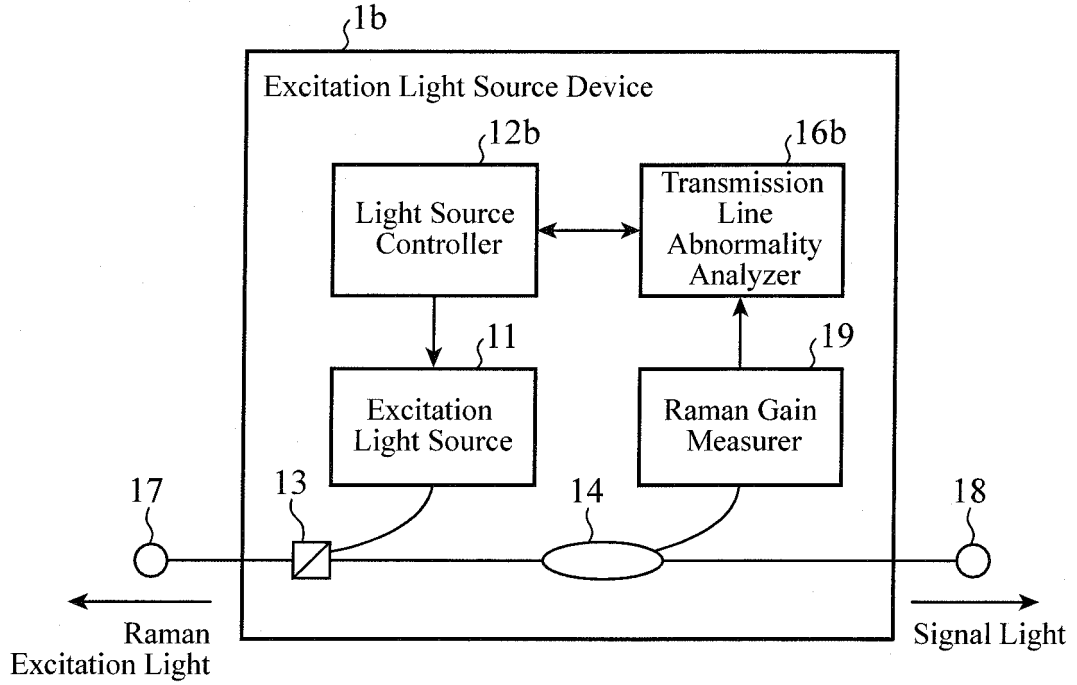 1b
Excitation Light Source Device
12b
16b
Light Source
Controller
Transmission
Line
Abnormality
Analyzer
11
19
Excitation
Light Source
Raman Gain
Measurer
17
13
14
18
Raman
Excitation Light
Signal Light